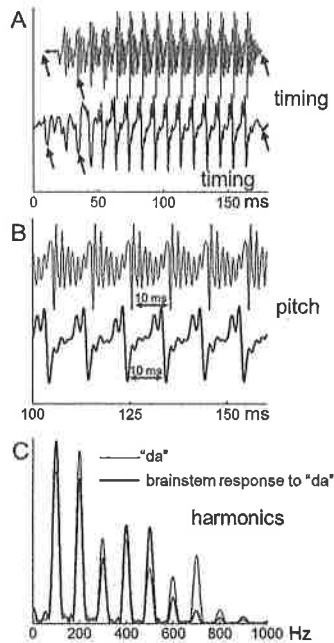 A
timing
timing
0 50 100 150 ms
B
10 ms
pitch
10 ms
100 125 150 ms
C
"da"
brainstem response to "da"
harmonics
0 200 400 600 800 1000 Hz